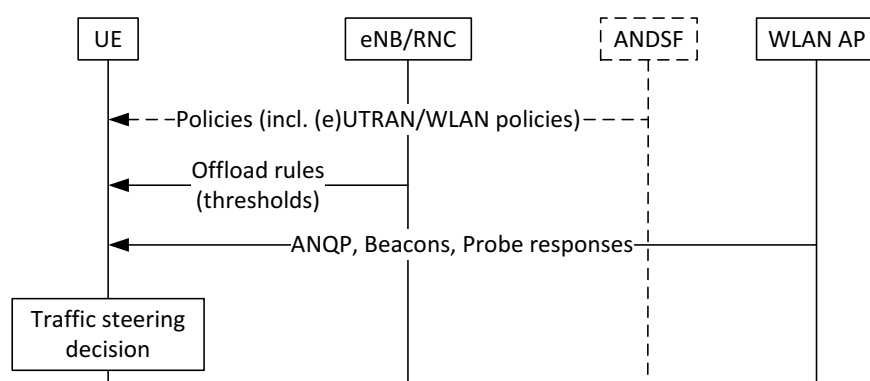 UE
eNB/RNC
ANDSF
WLAN AP
Policies (incl. (e)UTRAN/WLAN policies)
Offload rules
(thresholds)
ANQP, Beacons, Probe responses
Traffic steering
decision